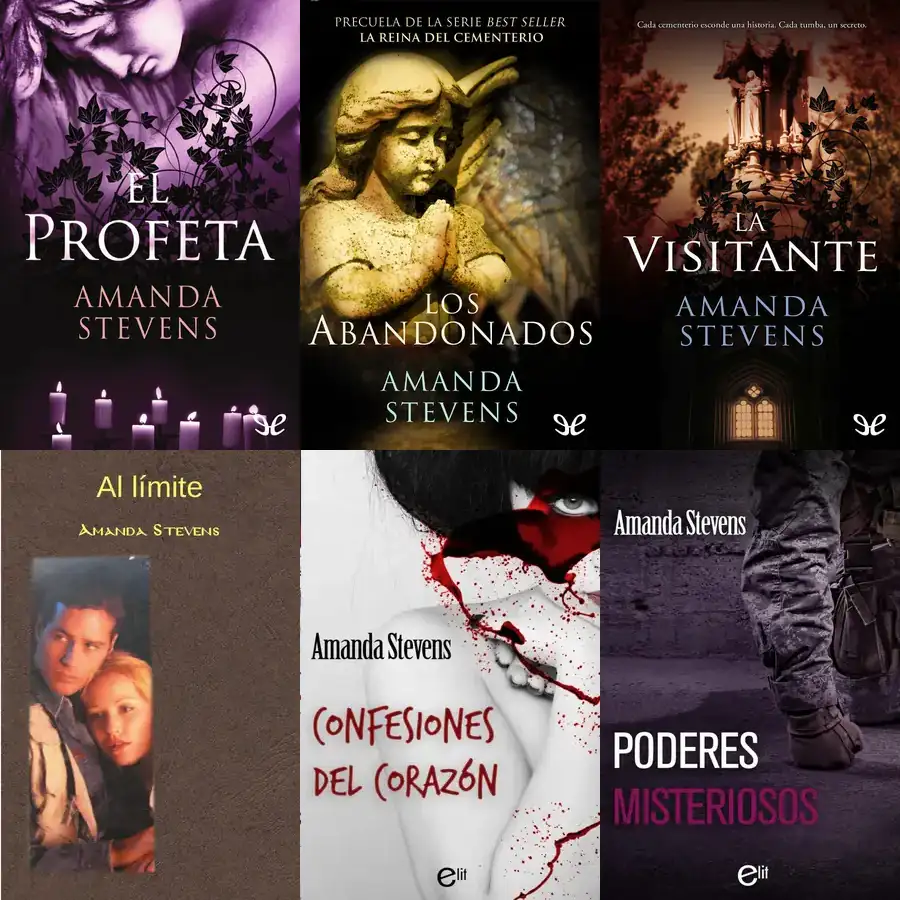 EL
PROFETA
AMANDA
STEVENS
PRECUELA DE LA SERIE BEST SELLER
LA REINA DEL CEMENTERIO
LOS
ABANDONADOS
AMANDA
STEVENS
Cada cementerio esconde una historia. Cada tumba, un secreto.
LA
VISITANTE
AMANDA
STEVENS
Al límite
AMANDA STEVENS
Amanda Stevens
CONFESIONES
DEL CORAZÓN
elit
Amanda Stevens
PODERES
MISTERIOSOS
elit